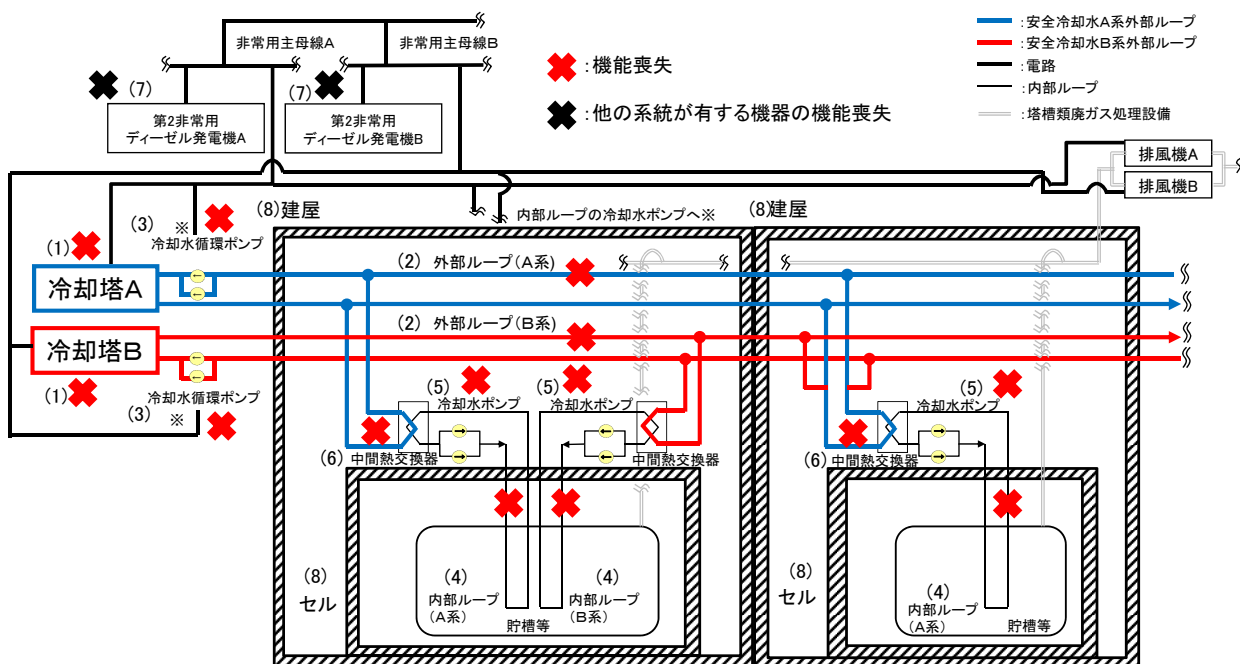 非常用主母線A
非常用主母線B
(7)
(7)
第2非常用
ディーゼル発電機A
第2非常用
ディーゼル発電機B
:機能喪失
:他の系統が有する機器の機能喪失
:安全冷却水A系外部ループ
:安全冷却水B系外部ループ
:電路
:内部ループ
:塔槽類廃ガス処理設備
排風機A
排風機B
(8)建屋
内部ループの冷却水ポンプへ※
(8)建屋
(3)
※
冷却水循環ポンプ
(1)
冷却塔A
(2) 外部ループ(A系)
(2) 外部ループ(B系)
冷却塔B
(1)
冷却水循環ポンプ
(3)
※
(5)
冷却水ポンプ
(5)
冷却水ポンプ
(5)
冷却水ポンプ
(6)
中間熱交換器
中間熱交換器
(6)
中間熱交換器
(8)
セル
(4)
内部ループ
(A系)
(4)
内部ループ
(B系)
貯槽等
(8)
セル
(4)
内部ループ
(A系)
貯槽等